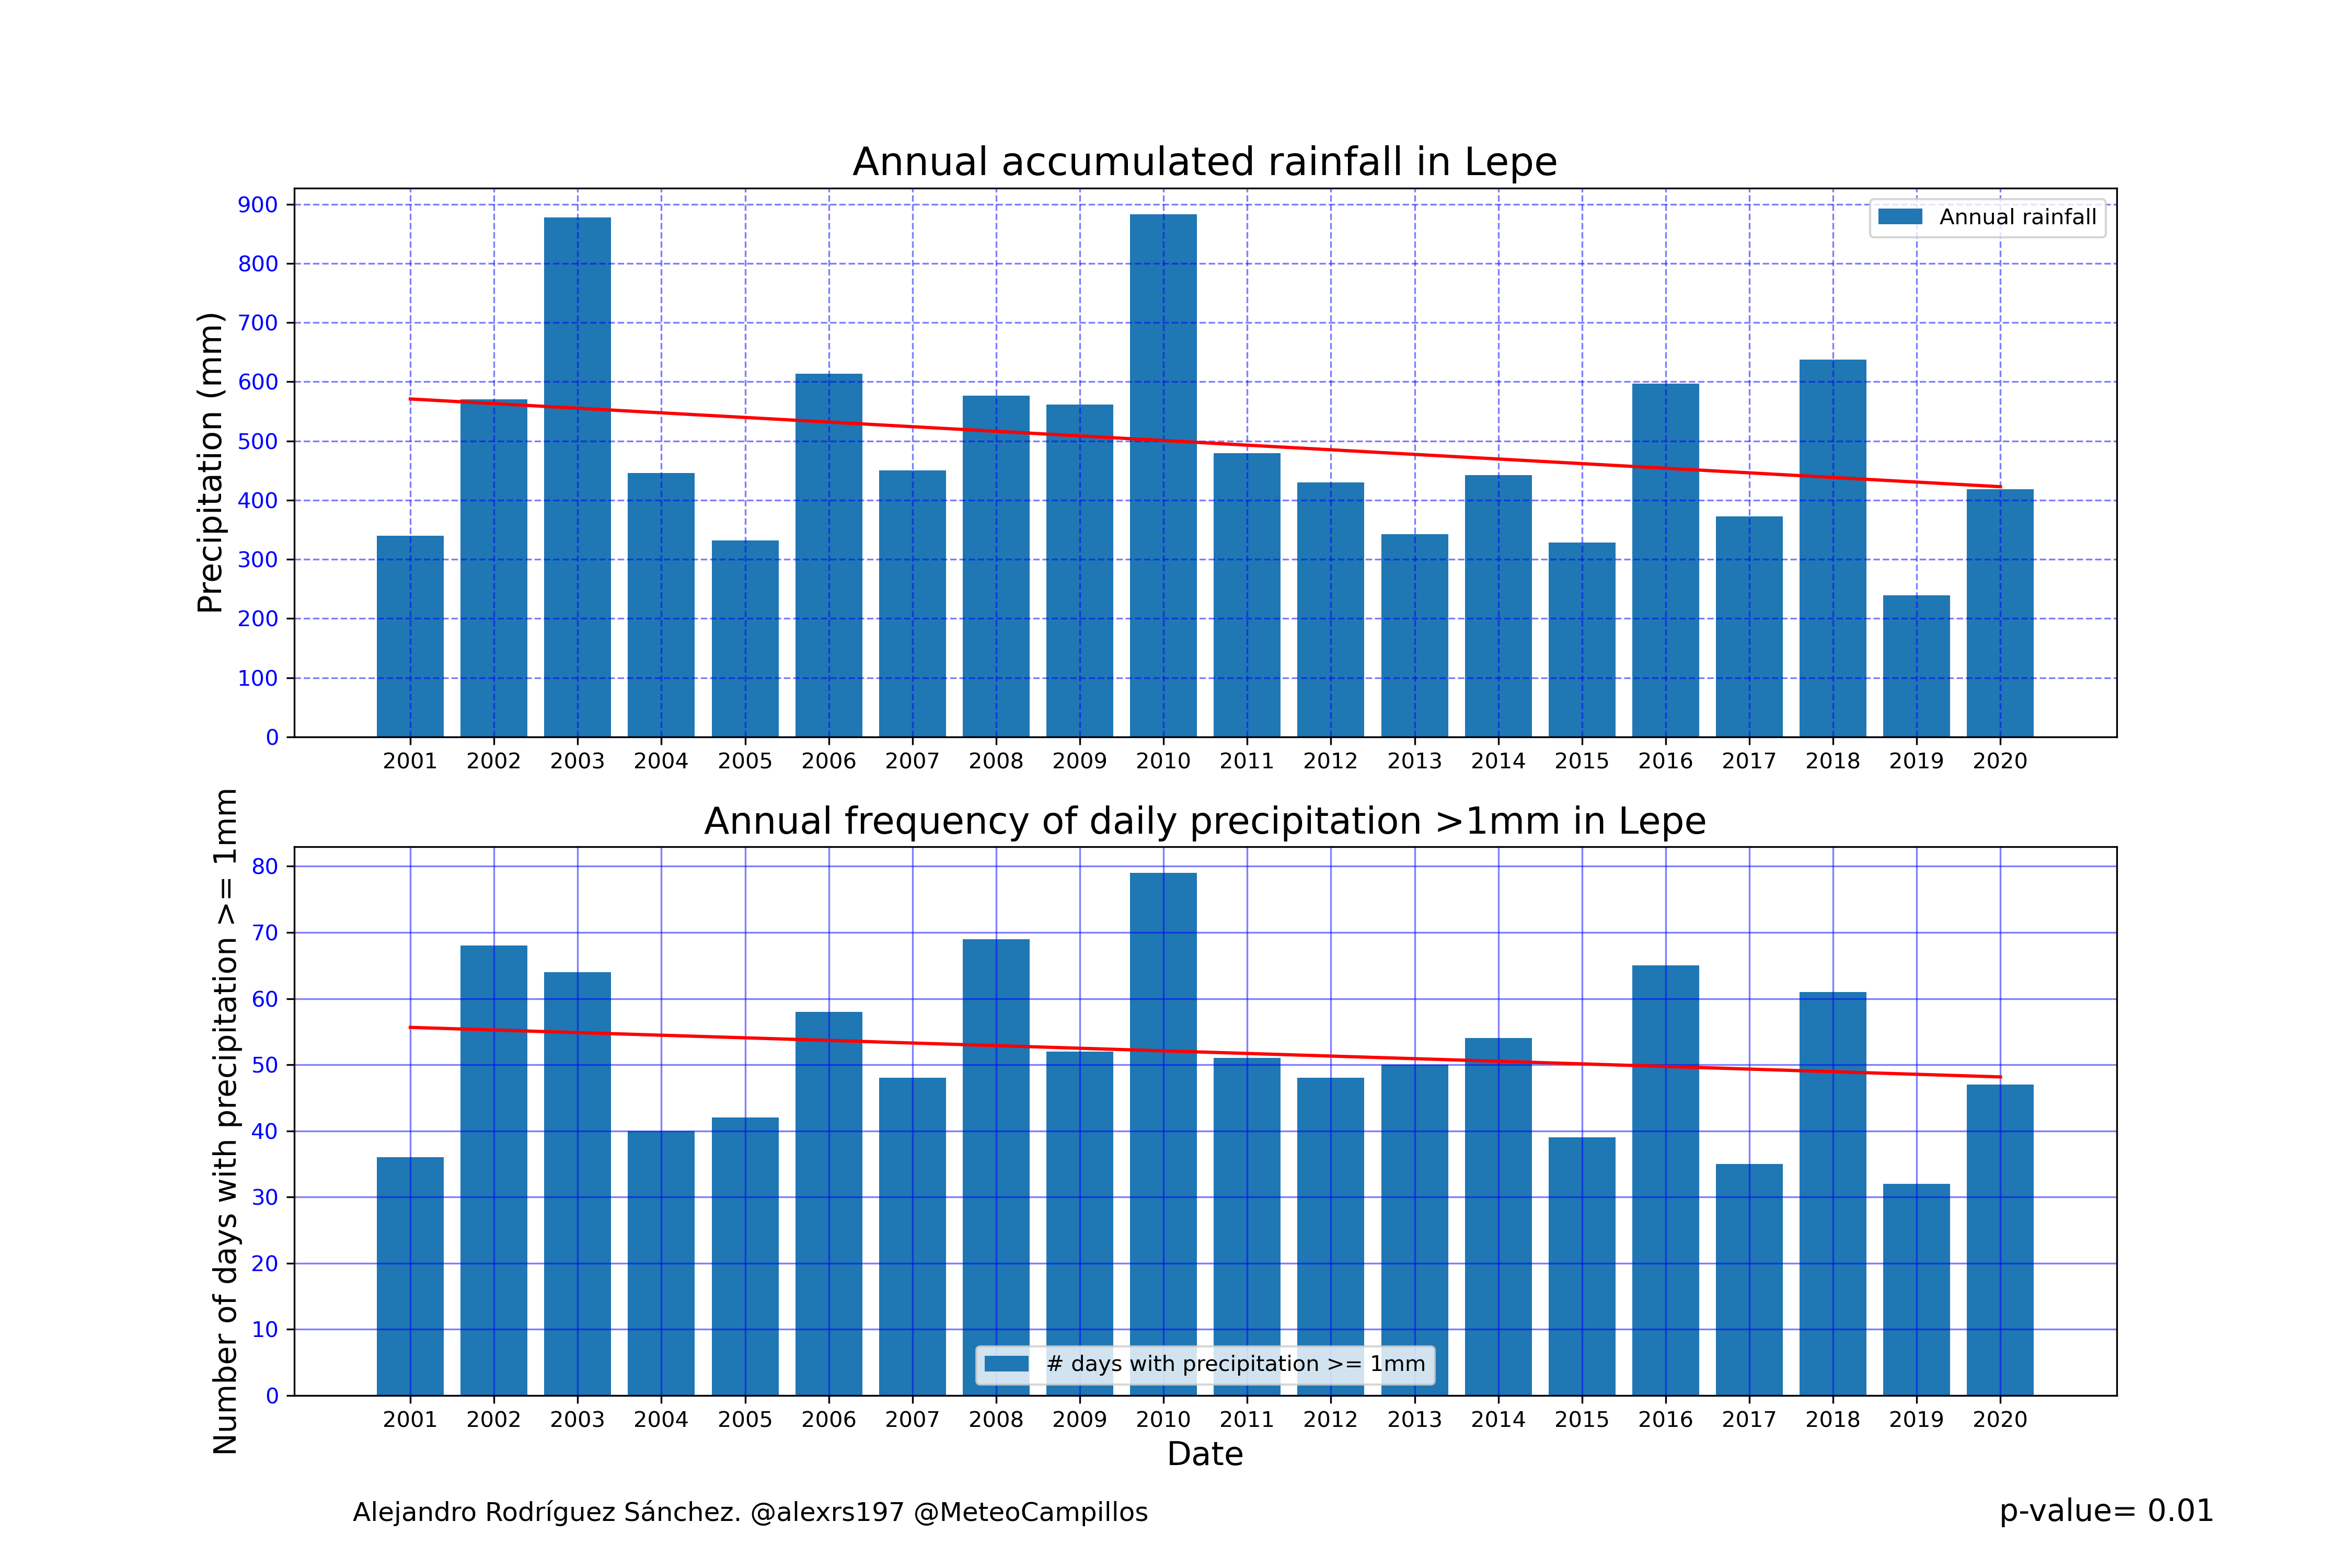 Annual accumulated rainfall in Lepe
Precipitation (mm)
900
800
700
600
500
400
300
200
100
0
Annual rainfall
2001 2002 2003 2004 2005 2006 2007 2008 2009 2010 2011 2012 2013 2014 2015 2016 2017 2018 2019 2020
Annual frequency of daily precipitation >1mm in Lepe
Number of days with precipitation >= 1mm
80
70
60
50
40
30
20
10
0
# days with precipitation >= 1mm
2001 2002 2003 2004 2005 2006 2007 2008 2009 2010 2011 2012 2013 2014 2015 2016 2017 2018 2019 2020
Date
Alejandro Rodríguez Sánchez. @alexrs197 @MeteoCampillos
p-value= 0.01